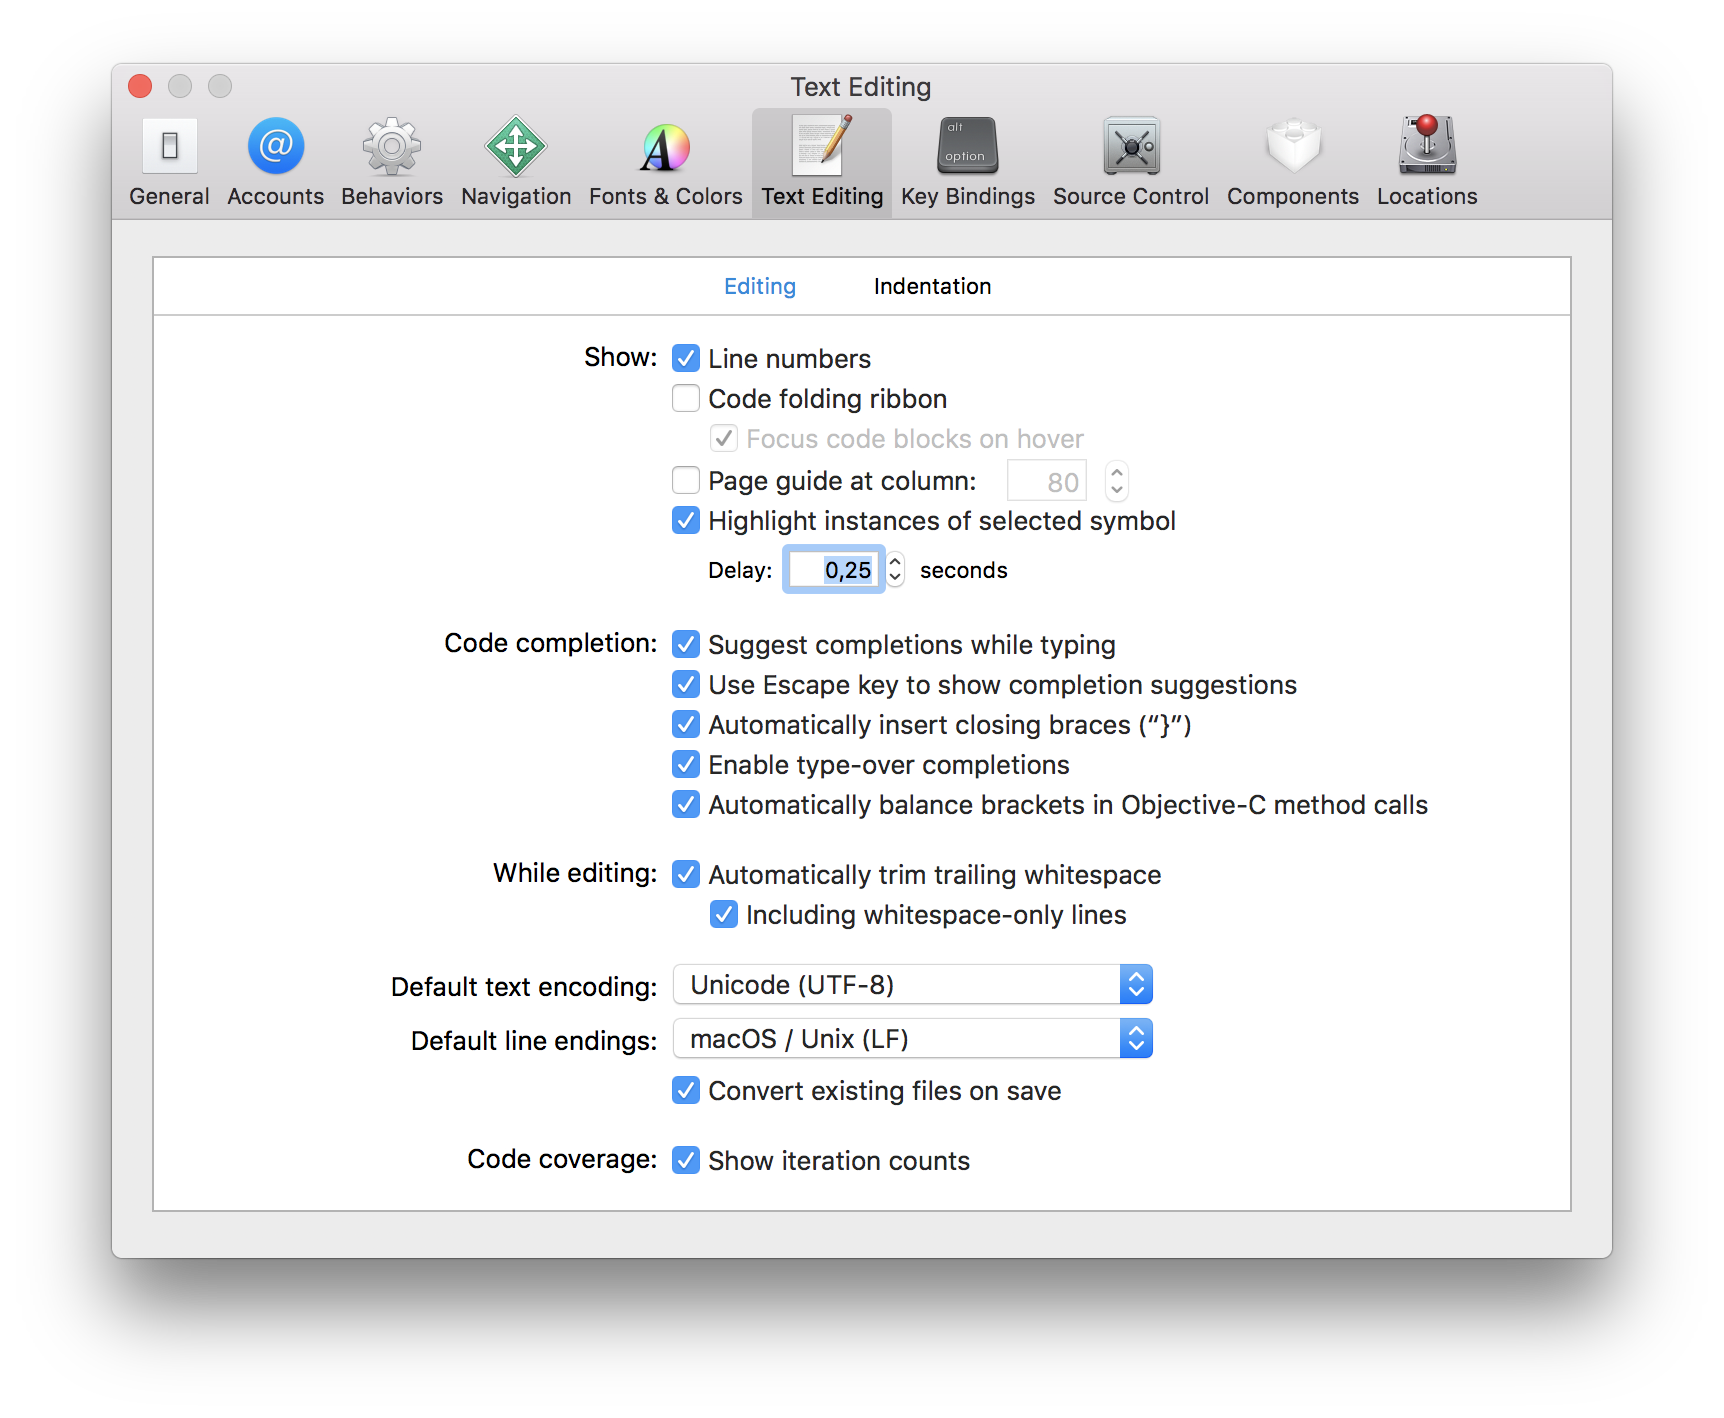 Text Editing
@
A
alt
option
General Accounts Behaviors Navigation Fonts & Colors Text Editing Key Bindings Source Control Components Locations
Editing Indentation
Show: Line numbers
Code folding ribbon
Focus code blocks on hover
Page guide at column: 80
Highlight instances of selected symbol
Delay: 0,25 seconds
Code completion: Suggest completions while typing
Use Escape key to show completion suggestions
Automatically insert closing braces (“}”)
Enable type-over completions
Automatically balance brackets in Objective-C method calls
While editing: Automatically trim trailing whitespace
Including whitespace-only lines
Default text encoding: Unicode (UTF-8)
Default line endings: macOS / Unix (LF)
Convert existing files on save
Code coverage: Show iteration counts